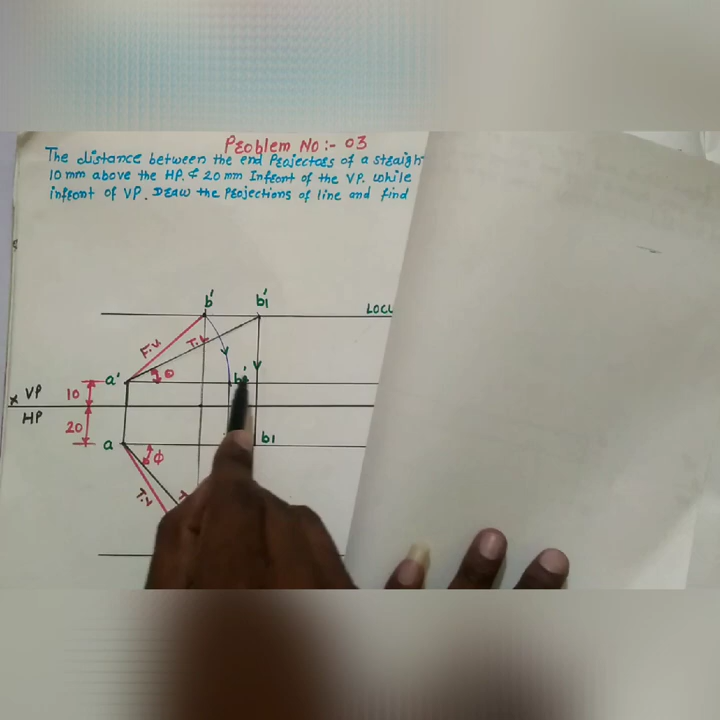 Problem No:- 03
The distance between the end Projectors of a straigh
10 mm above the HP. & 20 mm Infront of the VP. while
infront of VP. Draw the Projections of line and find
b' b1'
LOCU
F.V T.L
a' θ
10 VP
X HP
20
a b1
ϕ
T.V